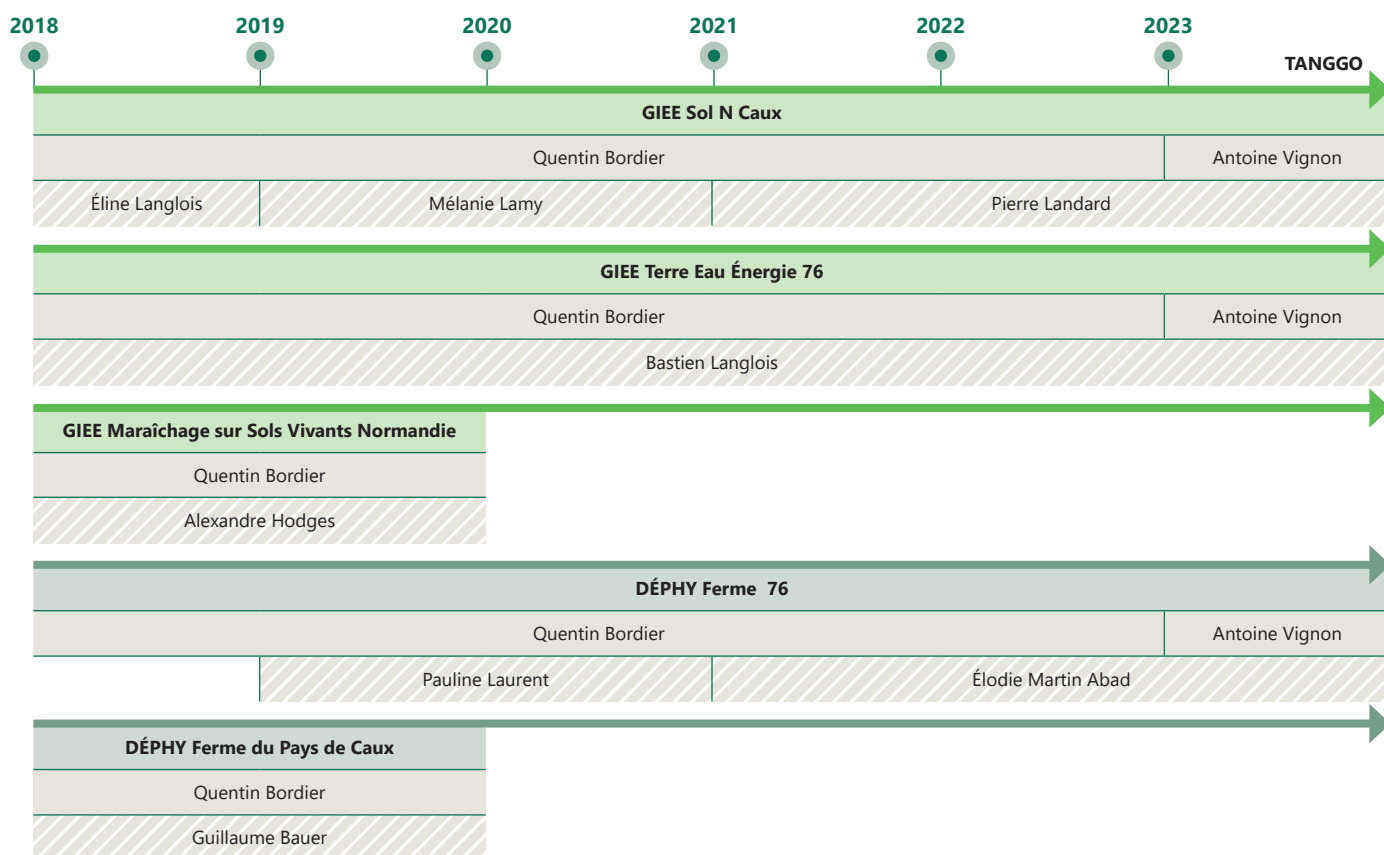 2018 2019 2020 2021 2022 2023
TANGGO
GIEE Sol N Caux
Quentin Bordier Antoine Vignon
Éline Langlois Mélanie Lamy Pierre Landard
GIEE Terre Eau Énergie 76
Quentin Bordier Antoine Vignon
Bastien Langlois
GIEE Maraîchage sur Sols Vivants Normandie
Quentin Bordier
Alexandre Hodges
DÉPHY Ferme 76
Quentin Bordier Antoine Vignon
Pauline Laurent Élodie Martin Abad
DÉPHY Ferme du Pays de Caux
Quentin Bordier
Guillaume Bauer